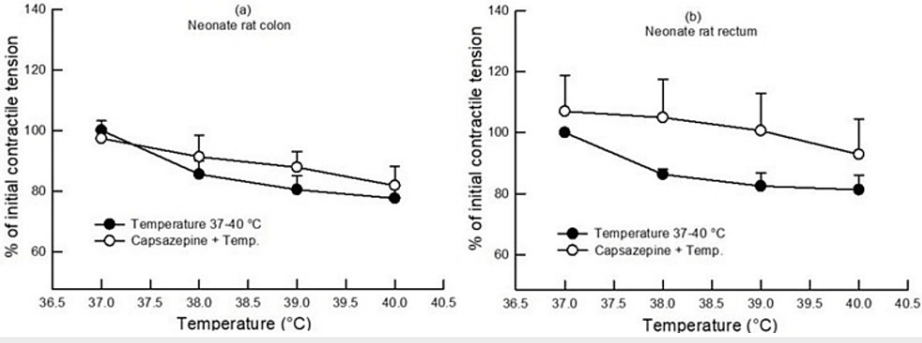 (a)
Neonate rat colon
% of initial contractile tension
140
120
100
80
60
Temperature 37-40 °C
Capsazepine + Temp.
36.5 37.0 37.5 38.0 38.5 39.0 39.5 40.0 40.5
Temperature (°C)
(b)
Neonate rat rectum
% of initial contractile tension
140
120
100
80
60
Temperature 37-40 °C
Capsazepine + Temp.
36.5 37.0 37.5 38.0 38.5 39.0 39.5 40.0 40.5
Temperature (°C)